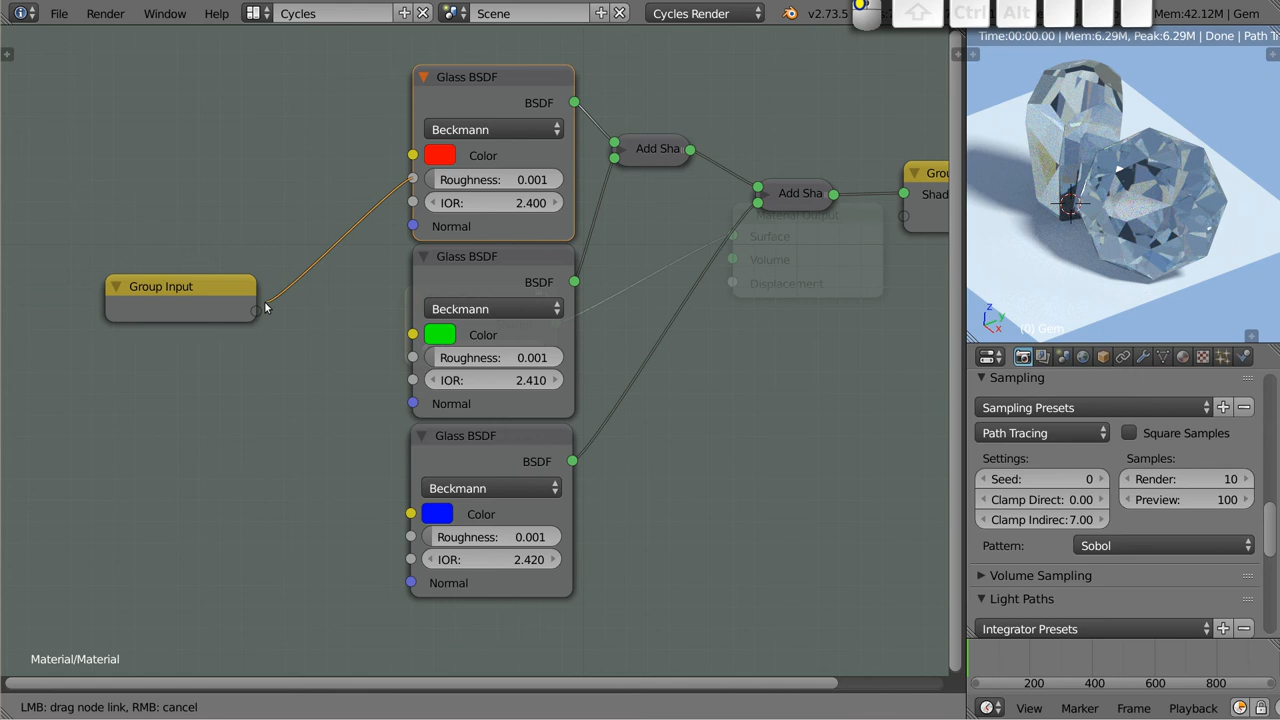 File Render Window Help Cycles Scene Cycles Render v2.73.5 Ctrl Alt Mem:42.12M | Gem
Time:00:00.00 | Mem:6.29M, Peak:6.29M | Done | Path T
Glass BSDF
BSDF
Beckmann
Color
Roughness: 0.001
IOR: 2.400
Normal
Add Sha
Add Sha
Grou
Shad
Material Output
Surface
Volume
Displacement
Group Input
Glass BSDF
BSDF
Beckmann
Color
Roughness: 0.001
IOR: 2.410
Normal
Glass BSDF
BSDF
Beckmann
Color
Roughness: 0.001
IOR: 2.420
Normal
Material/Material
LMB: drag node link, RMB: cancel
z
y
x
(0) Gem
Sampling
Sampling Presets
Path Tracing Square Samples
Settings: Samples:
Seed: 0 Render: 10
Clamp Direct: 0.00 Preview: 100
Clamp Indirec: 7.00
Pattern: Sobol
Volume Sampling
Light Paths
Integrator Presets
200 400 600 800
View Marker Frame Playback